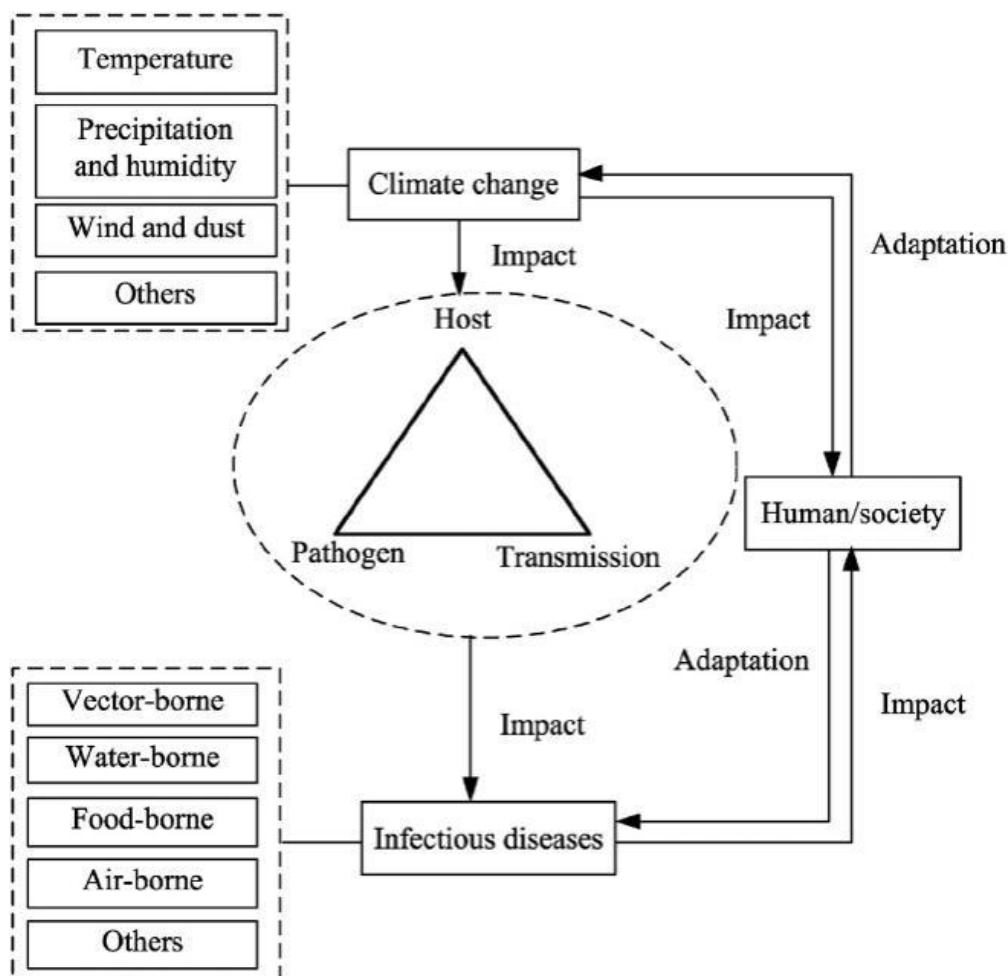 Temperature
Precipitation
and humidity
Wind and dust
Others
Climate change
Impact
Adaptation
Impact
Host
Pathogen
Transmission
Human/society
Adaptation
Impact
Impact
Vector-borne
Water-borne
Food-borne
Air-borne
Others
Infectious diseases